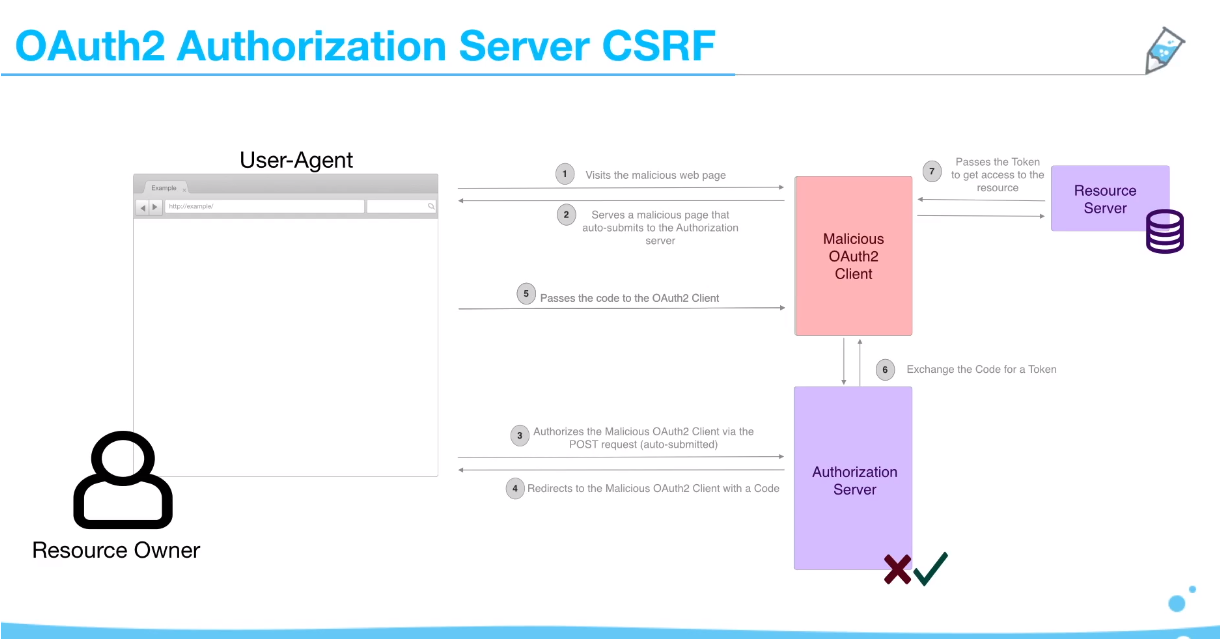 OAuth2 Authorization Server CSRF
User-Agent
Example
http://example/
1
Visits the malicious web page
2
Serves a malicious page that
auto-submits to the Authorization
server
7
Passes the Token
to get access to the
resource
Resource
Server
Malicious
OAuth2
Client
5
Passes the code to the OAuth2 Client
6
Exchange the Code for a Token
3
Authorizes the Malicious OAuth2 Client via the
POST request (auto-submitted)
4
Redirects to the Malicious OAuth2 Client with a Code
Authorization
Server
Resource Owner